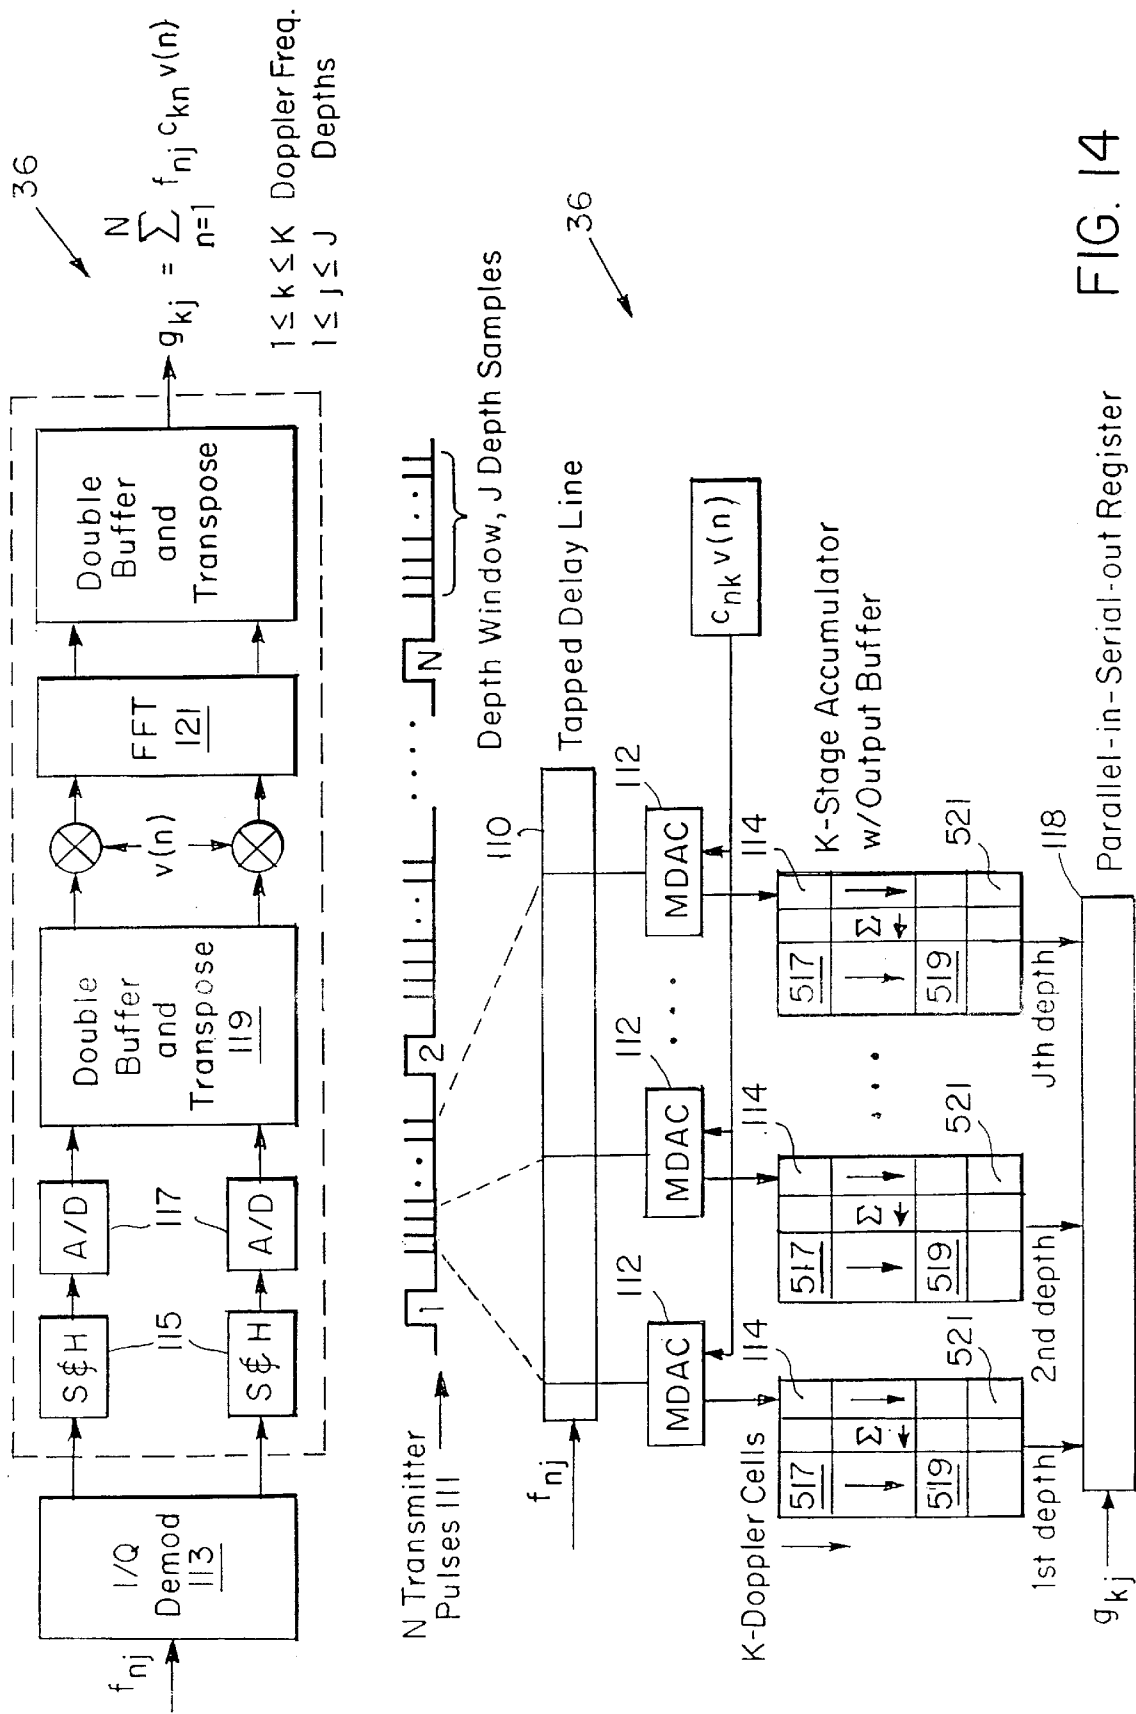 36
f_nj
I/Q
Demod
113
S&H
S&H
115
A/D
A/D
117
Double
Buffer
and
Transpose
119
v(n)
FFT
121
Double
Buffer
and
Transpose
g_kj = N Σ n=1 f_nj c_kn v(n)
1 ≤ k ≤ K Doppler Freq.
1 ≤ j ≤ J Depths
N Transmitter
Pulses 111
1
2
N
Depth Window, J Depth Samples
f_nj
110
Tapped Delay Line
36
MDAC
112
MDAC
112
MDAC
112
c_nk v(n)
K-Doppler Cells
114
114
114
K-Stage Accumulator
w/Output Buffer
517
Σ
519
521
517
Σ
519
521
517
Σ
519
521
1st depth
2nd depth
Jth depth
118
g_kj
Parallel-in-Serial-out Register
FIG. 14